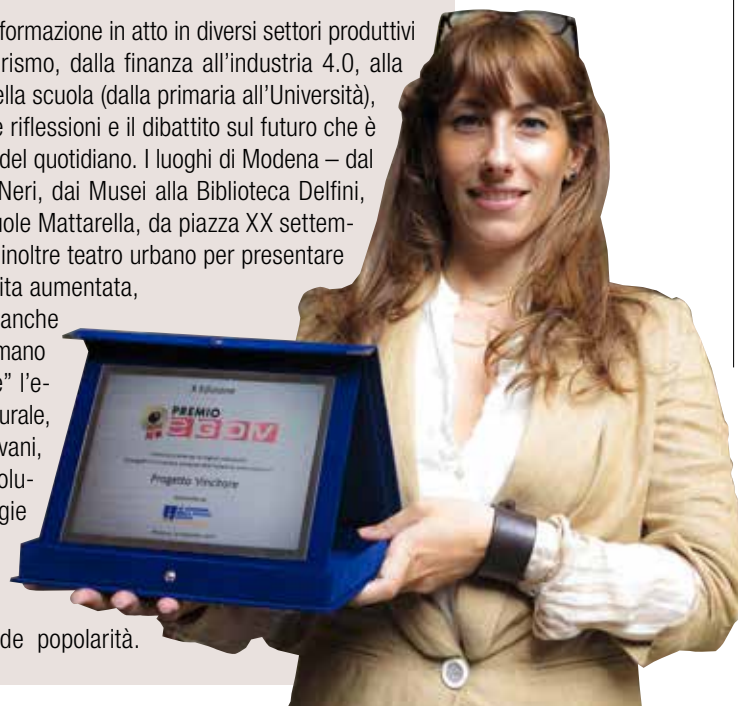 formazione in atto in diversi settori produttivi
rismo, dalla finanza all'industria 4.0, alla
ella scuola (dalla primaria all'Università),
e riflessioni e il dibattito sul futuro che è
del quotidiano. I luoghi di Modena – dal
Neri, dai Musei alla Biblioteca Delfini,
uole Mattarella, da piazza XX settem-
inoltre teatro urbano per presentare
ita aumentata,
anche
mano
e” l’e-
urale,
vani,
olu-
gie
de popolarità.
X Edizione
PREMIO
eGOV
Progetto Vincitore